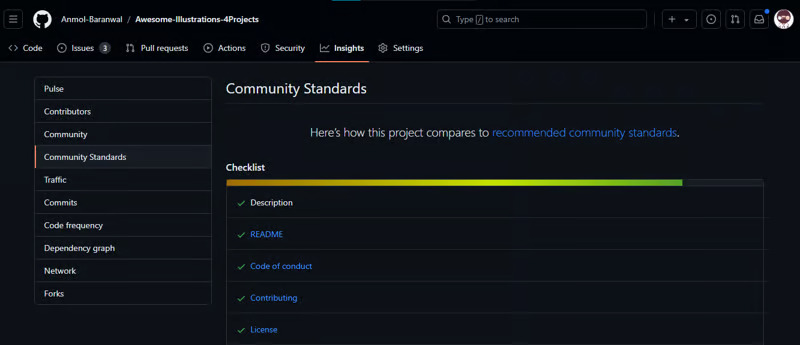 Anmol-Baranwal / Awesome-Illustrations-4Projects
Type / to search
Code Issues 3 Pull requests Actions Security Insights Settings
Pulse
Contributors
Community
Community Standards
Traffic
Commits
Code frequency
Dependency graph
Network
Forks
Community Standards
Here's how this project compares to recommended community standards.
Checklist
Description
README
Code of conduct
Contributing
License